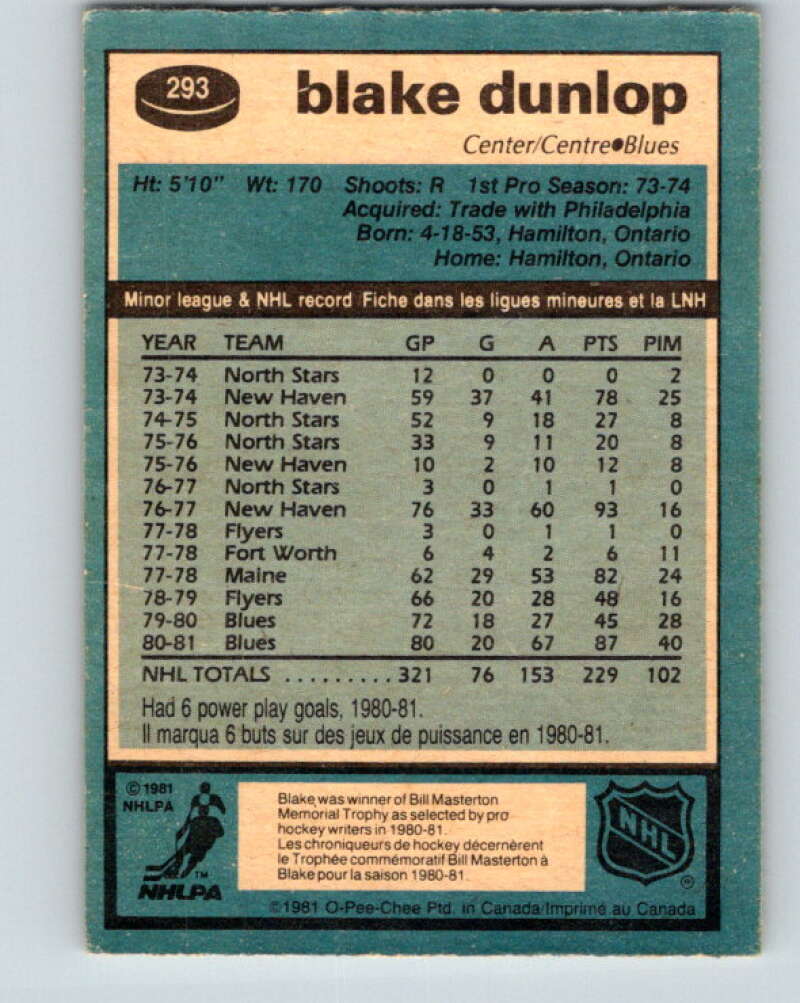 293 blake dunlop
Center/Centre●Blues
Ht: 5'10" Wt: 170 Shoots: R 1st Pro Season: 73-74
Acquired: Trade with Philadelphia
Born: 4-18-53, Hamilton, Ontario
Home: Hamilton, Ontario
Minor league & NHL record Fiche dans les ligues mineures et la LNH
YEAR TEAM GP G A PTS PIM
73-74 North Stars 12 0 0 0 2
73-74 New Haven 59 37 41 78 25
74-75 North Stars 52 9 18 27 8
75-76 North Stars 33 9 11 20 8
75-76 New Haven 10 2 10 12 8
76-77 North Stars 3 0 1 1 0
76-77 New Haven 76 33 60 93 16
77-78 Flyers 3 0 1 1 0
77-78 Fort Worth 6 4 2 6 11
77-78 Maine 62 29 53 82 24
78-79 Flyers 66 20 28 48 16
79-80 Blues 72 18 27 45 28
80-81 Blues 80 20 67 87 40
NHL TOTALS .......... 321 76 153 229 102
Had 6 power play goals, 1980-81.
Il marqua 6 buts sur des jeux de puissance en 1980-81.
© 1981
NHLPA
TM
NHLPA
Blake was winner of Bill Masterton
Memorial Trophy as selected by pro
hockey writers in 1980-81.
Les chroniqueurs de hockey décernèrent
le Trophée commémoratif Bill Masterton à
Blake pour la saison 1980-81.
NHL
®
©1981 O-Pee-Chee Ptd. in Canada/Imprimé au Canada